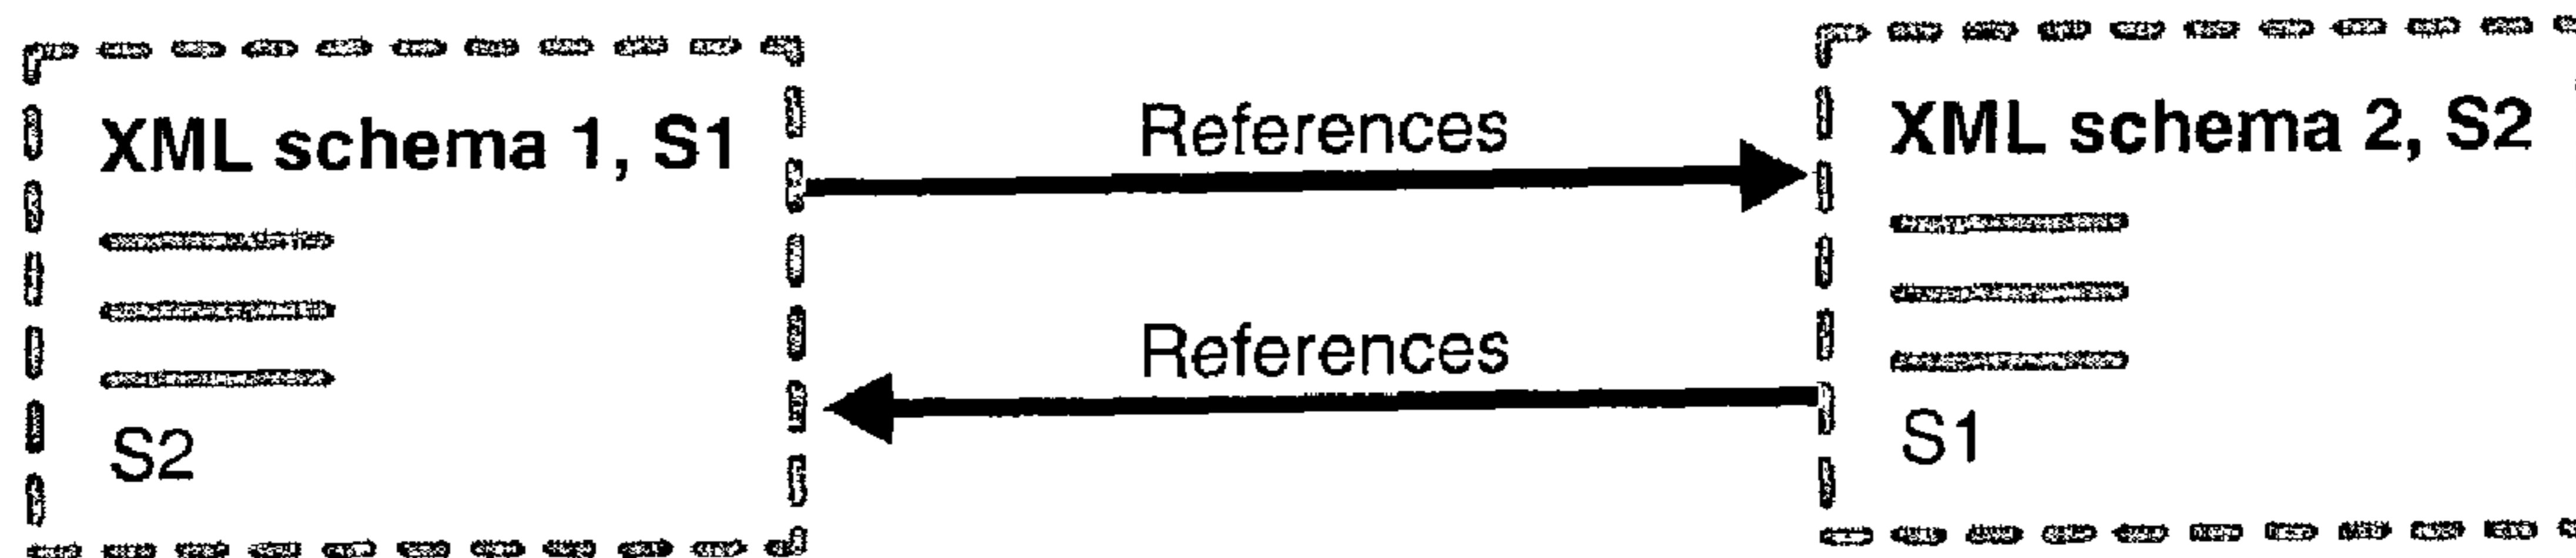 XML schema 1, S1
S2
References
References
XML schema 2, S2
S1